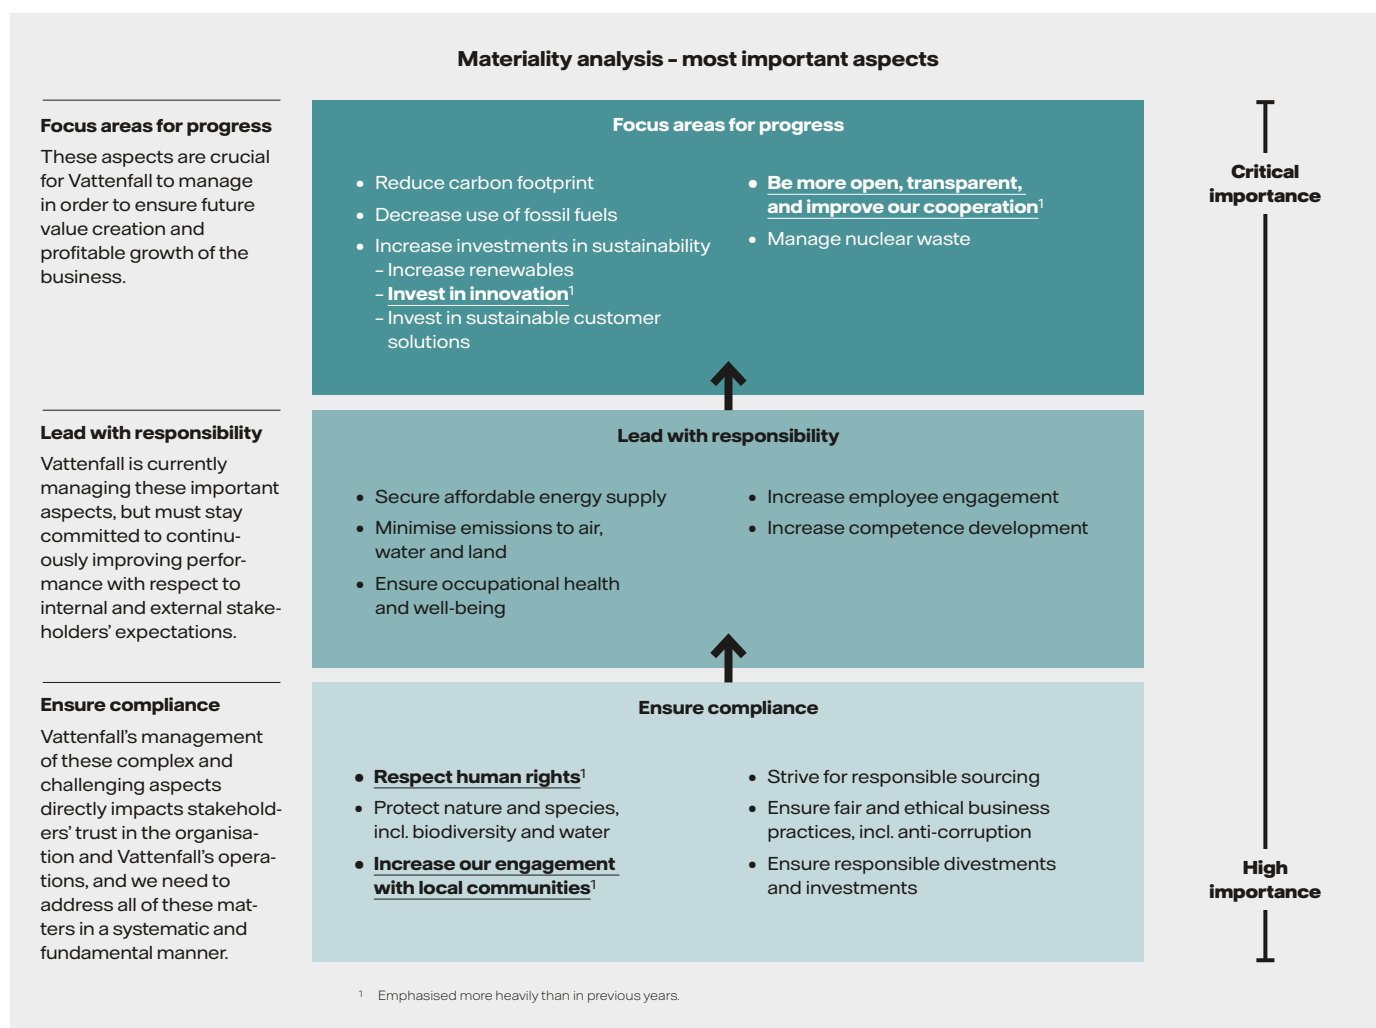 Materiality analysis – most important aspects
Focus areas for progress
These aspects are crucial
for Vattenfall to manage
in order to ensure future
value creation and
profitable growth of the
business.
Focus areas for progress
• Reduce carbon footprint
• Decrease use of fossil fuels
• Increase investments in sustainability
– Increase renewables
– Invest in innovation¹
– Invest in sustainable customer
solutions
• Be more open, transparent,
and improve our cooperation¹
• Manage nuclear waste
Critical
importance
Lead with responsibility
Vattenfall is currently
managing these important
aspects, but must stay
committed to continu-
ously improving perfor-
mance with respect to
internal and external stake-
holders’ expectations.
Lead with responsibility
• Secure affordable energy supply
• Minimise emissions to air,
water and land
• Ensure occupational health
and well-being
• Increase employee engagement
• Increase competence development
Ensure compliance
Vattenfall’s management
of these complex and
challenging aspects
directly impacts stakehold-
ers’ trust in the organisa-
tion and Vattenfall’s opera-
tions, and we need to
address all of these mat-
ters in a systematic and
fundamental manner.
Ensure compliance
• Respect human rights¹
• Protect nature and species,
incl. biodiversity and water
• Increase our engagement
with local communities¹
• Strive for responsible sourcing
• Ensure fair and ethical business
practices, incl. anti-corruption
• Ensure responsible divestments
and investments
High
importance
¹ Emphasised more heavily than in previous years.